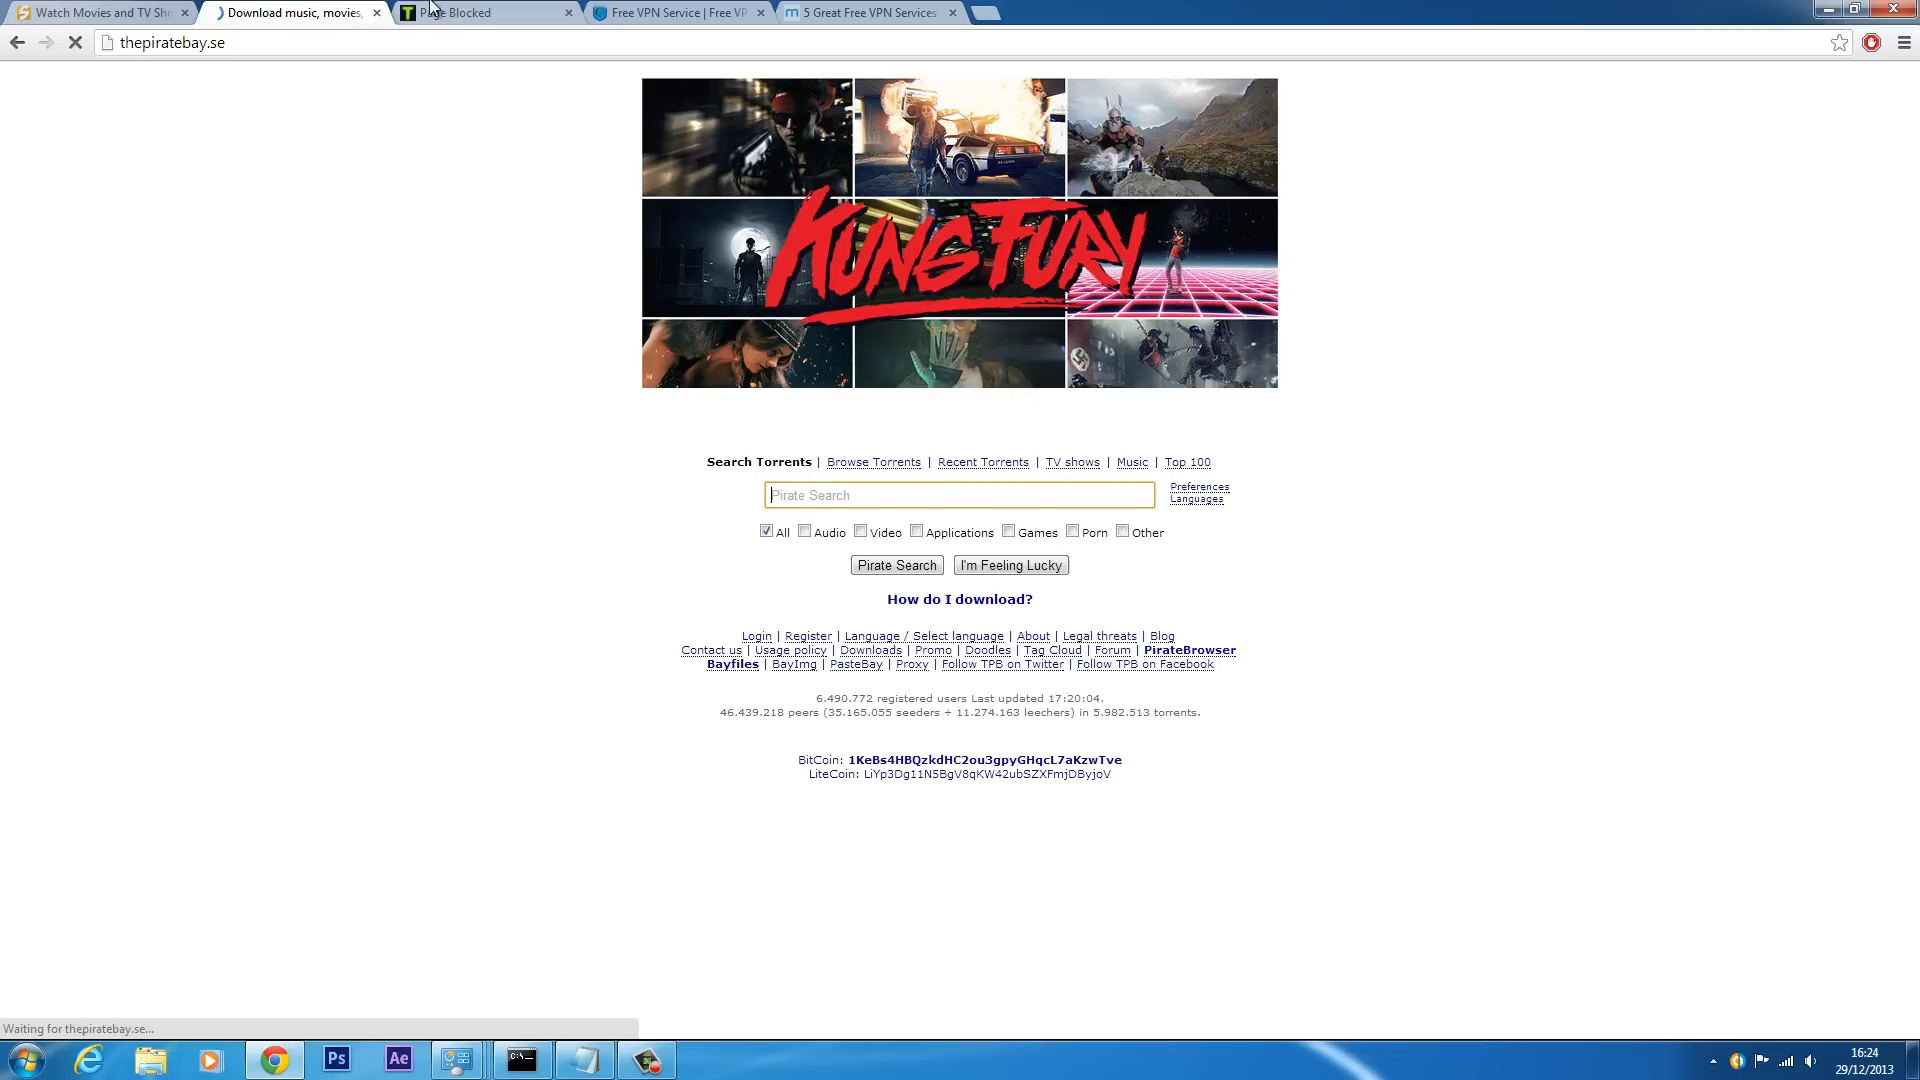 Watch Movies and TV Sho
Download music, movies,
Page Blocked
Free VPN Service | Free VP
5 Great Free VPN Services
thepiratebay.se
KUNG FURY
Search Torrents | Browse Torrents | Recent Torrents | TV shows | Music | Top 100
Pirate Search
Preferences
Languages
All Audio Video Applications Games Porn Other
Pirate Search I'm Feeling Lucky
How do I download?
Login | Register | Language / Select language | About | Legal threats | Blog
Contact us | Usage policy | Downloads | Promo | Doodles | Tag Cloud | Forum | PirateBrowser
Bayfiles | BayImg | PasteBay | Proxy | Follow TPB on Twitter | Follow TPB on Facebook
6.490.772 registered users Last updated 17:20:04.
46.439.218 peers (35.165.055 seeders + 11.274.163 leechers) in 5.982.513 torrents.
BitCoin: 1KeBs4HBQzkdHC2ou3gpyGHqcL7aKzwTve
LiteCoin: LiYp3Dg11N5BgV8qKW42ubSZXFmjDByjoV
Waiting for thepiratebay.se...
Ps
Ae
C:\_
16:24
29/12/2013